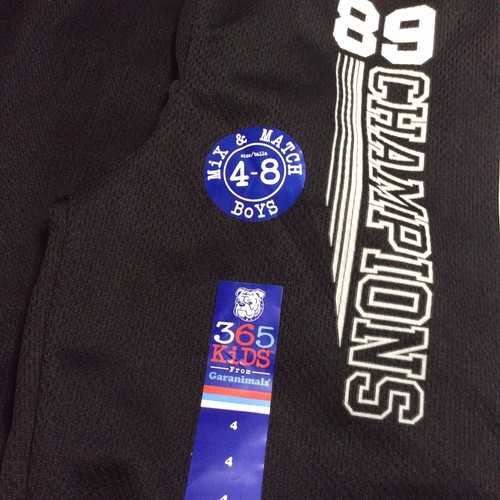 89
CHAMPIONS
MiX & MATCH
size/talla
4-8
BoYS
365
KiDS
From
Garanimals
4
4
4